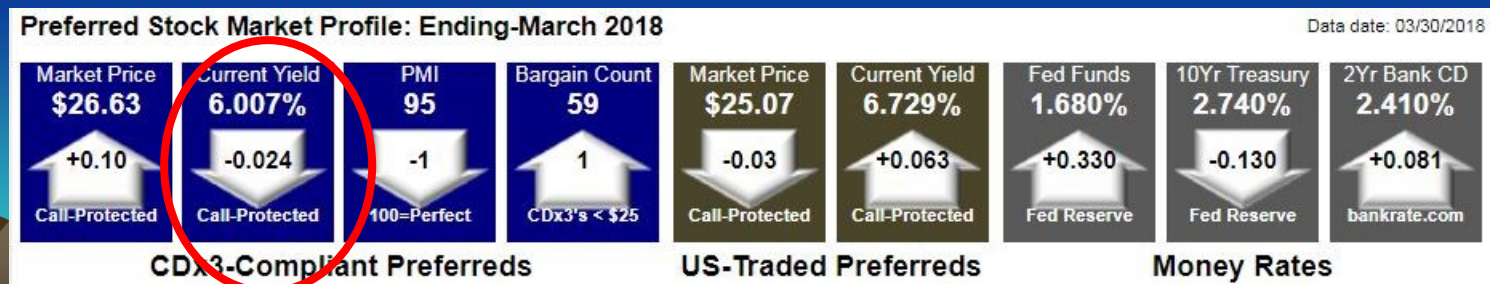 Preferred Stock Market Profile: Ending-March 2018
Data date: 03/30/2018
Market Price
$26.63
+0.10
Call-Protected
Current Yield
6.007%
-0.024
Call-Protected
PMI
95
-1
100=Perfect
Bargain Count
59
1
CDx3's < $25
CDx3-Compliant Preferreds
Market Price
$25.07
-0.03
Call-Protected
Current Yield
6.729%
+0.063
Call-Protected
US-Traded Preferreds
Fed Funds
1.680%
+0.330
Fed Reserve
10Yr Treasury
2.740%
-0.130
Fed Reserve
2Yr Bank CD
2.410%
+0.081
bankrate.com
Money Rates